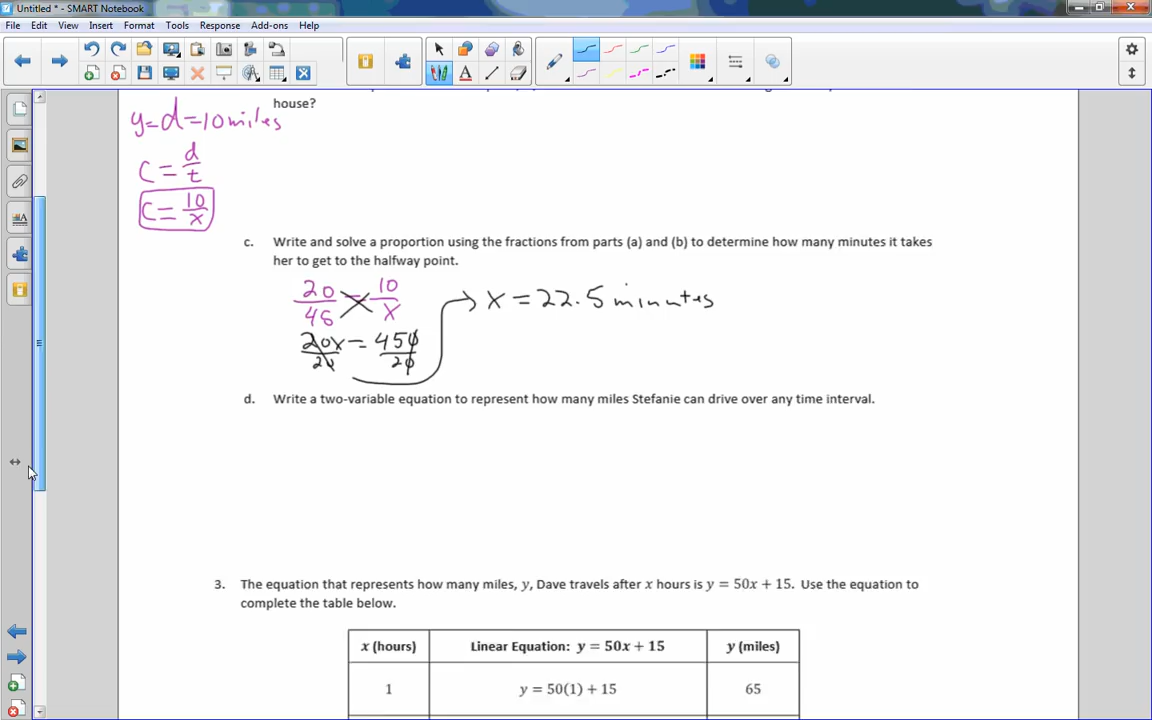 Untitled * - SMART Notebook
File Edit View Insert Format Tools Response Add-ons Help
house?
y=d=10miles
C = d/t
C = 10/x
c. Write and solve a proportion using the fractions from parts (a) and (b) to determine how many minutes it takes
her to get to the halfway point.
20/45 = 10/x
x = 22.5 minutes
20x = 450
20 20
d. Write a two-variable equation to represent how many miles Stefanie can drive over any time interval.
3. The equation that represents how many miles, y, Dave travels after x hours is y = 50x + 15. Use the equation to
complete the table below.
x (hours) Linear Equation: y = 50x + 15 y (miles)
1 y = 50(1) + 15 65